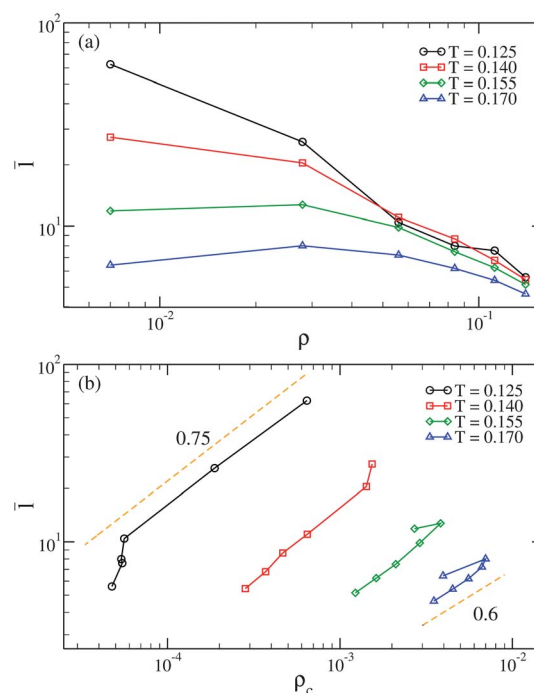 (a)
T = 0.125
T = 0.140
T = 0.155
T = 0.170
10²
10¹
l̄
10⁻²
10⁻¹
ρ
(b)
T = 0.125
T = 0.140
T = 0.155
T = 0.170
0.75
0.6
10²
10¹
l̄
10⁻⁴
10⁻³
10⁻²
ρc